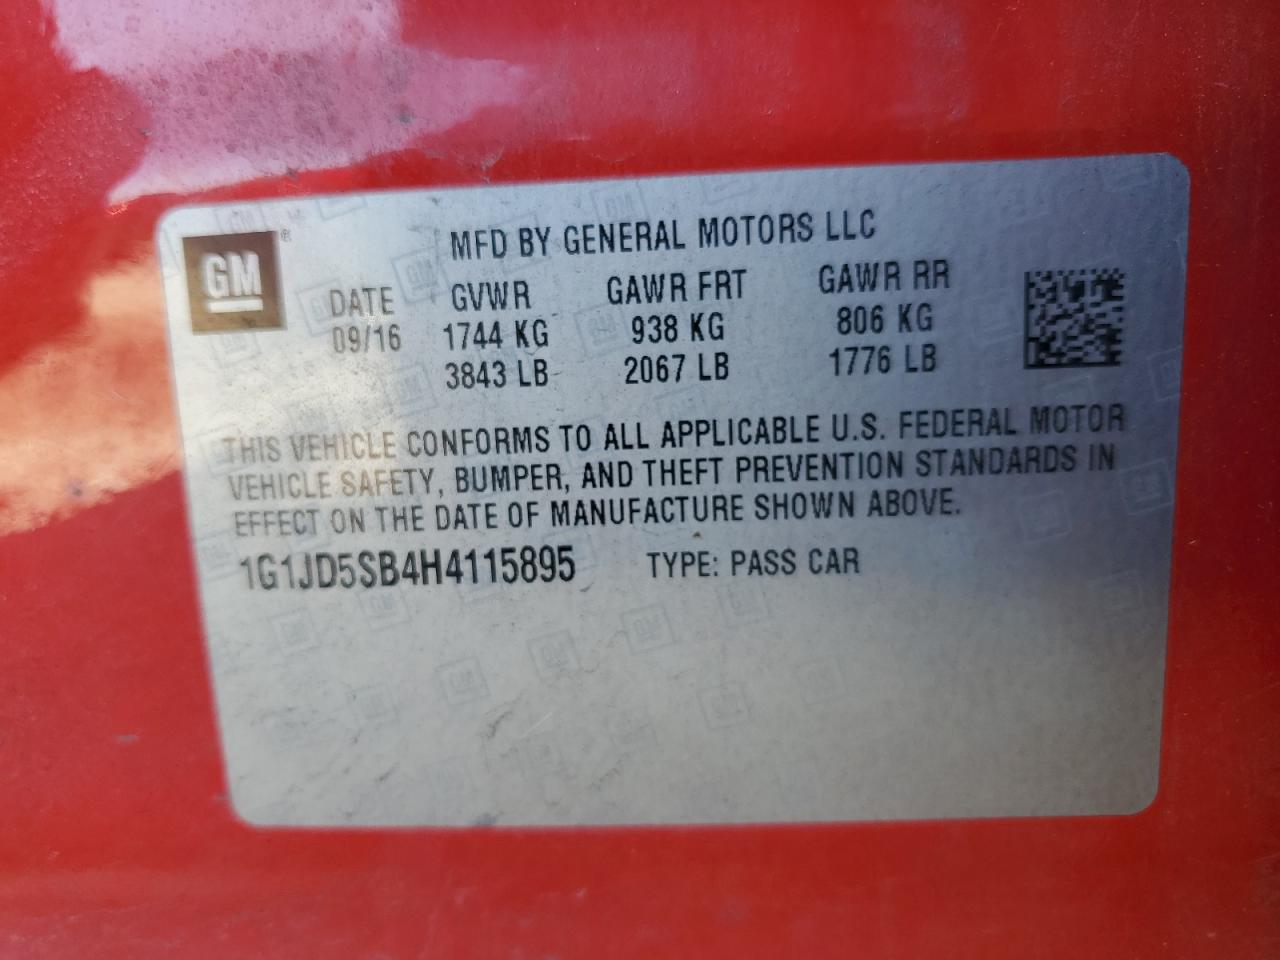 GM ®
MFD BY GENERAL MOTORS LLC
DATE GVWR GAWR FRT GAWR RR
09/16 1744 KG 938 KG 806 KG
3843 LB 2067 LB 1776 LB
THIS VEHICLE CONFORMS TO ALL APPLICABLE U.S. FEDERAL MOTOR
VEHICLE SAFETY, BUMPER, AND THEFT PREVENTION STANDARDS IN
EFFECT ON THE DATE OF MANUFACTURE SHOWN ABOVE.
1G1JD5SB4H4115895 TYPE: PASS CAR